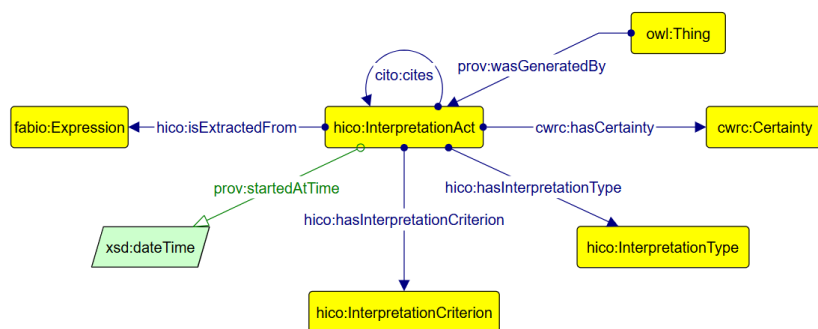 owl:Thing
prov:wasGeneratedBy
cito:cites
fabio:Expression
hico:isExtractedFrom
hico:InterpretationAct
cwrc:hasCertainty
cwrc:Certainty
prov:startedAtTime
hico:hasInterpretationType
hico:hasInterpretationCriterion
xsd:dateTime
hico:InterpretationType
hico:InterpretationCriterion